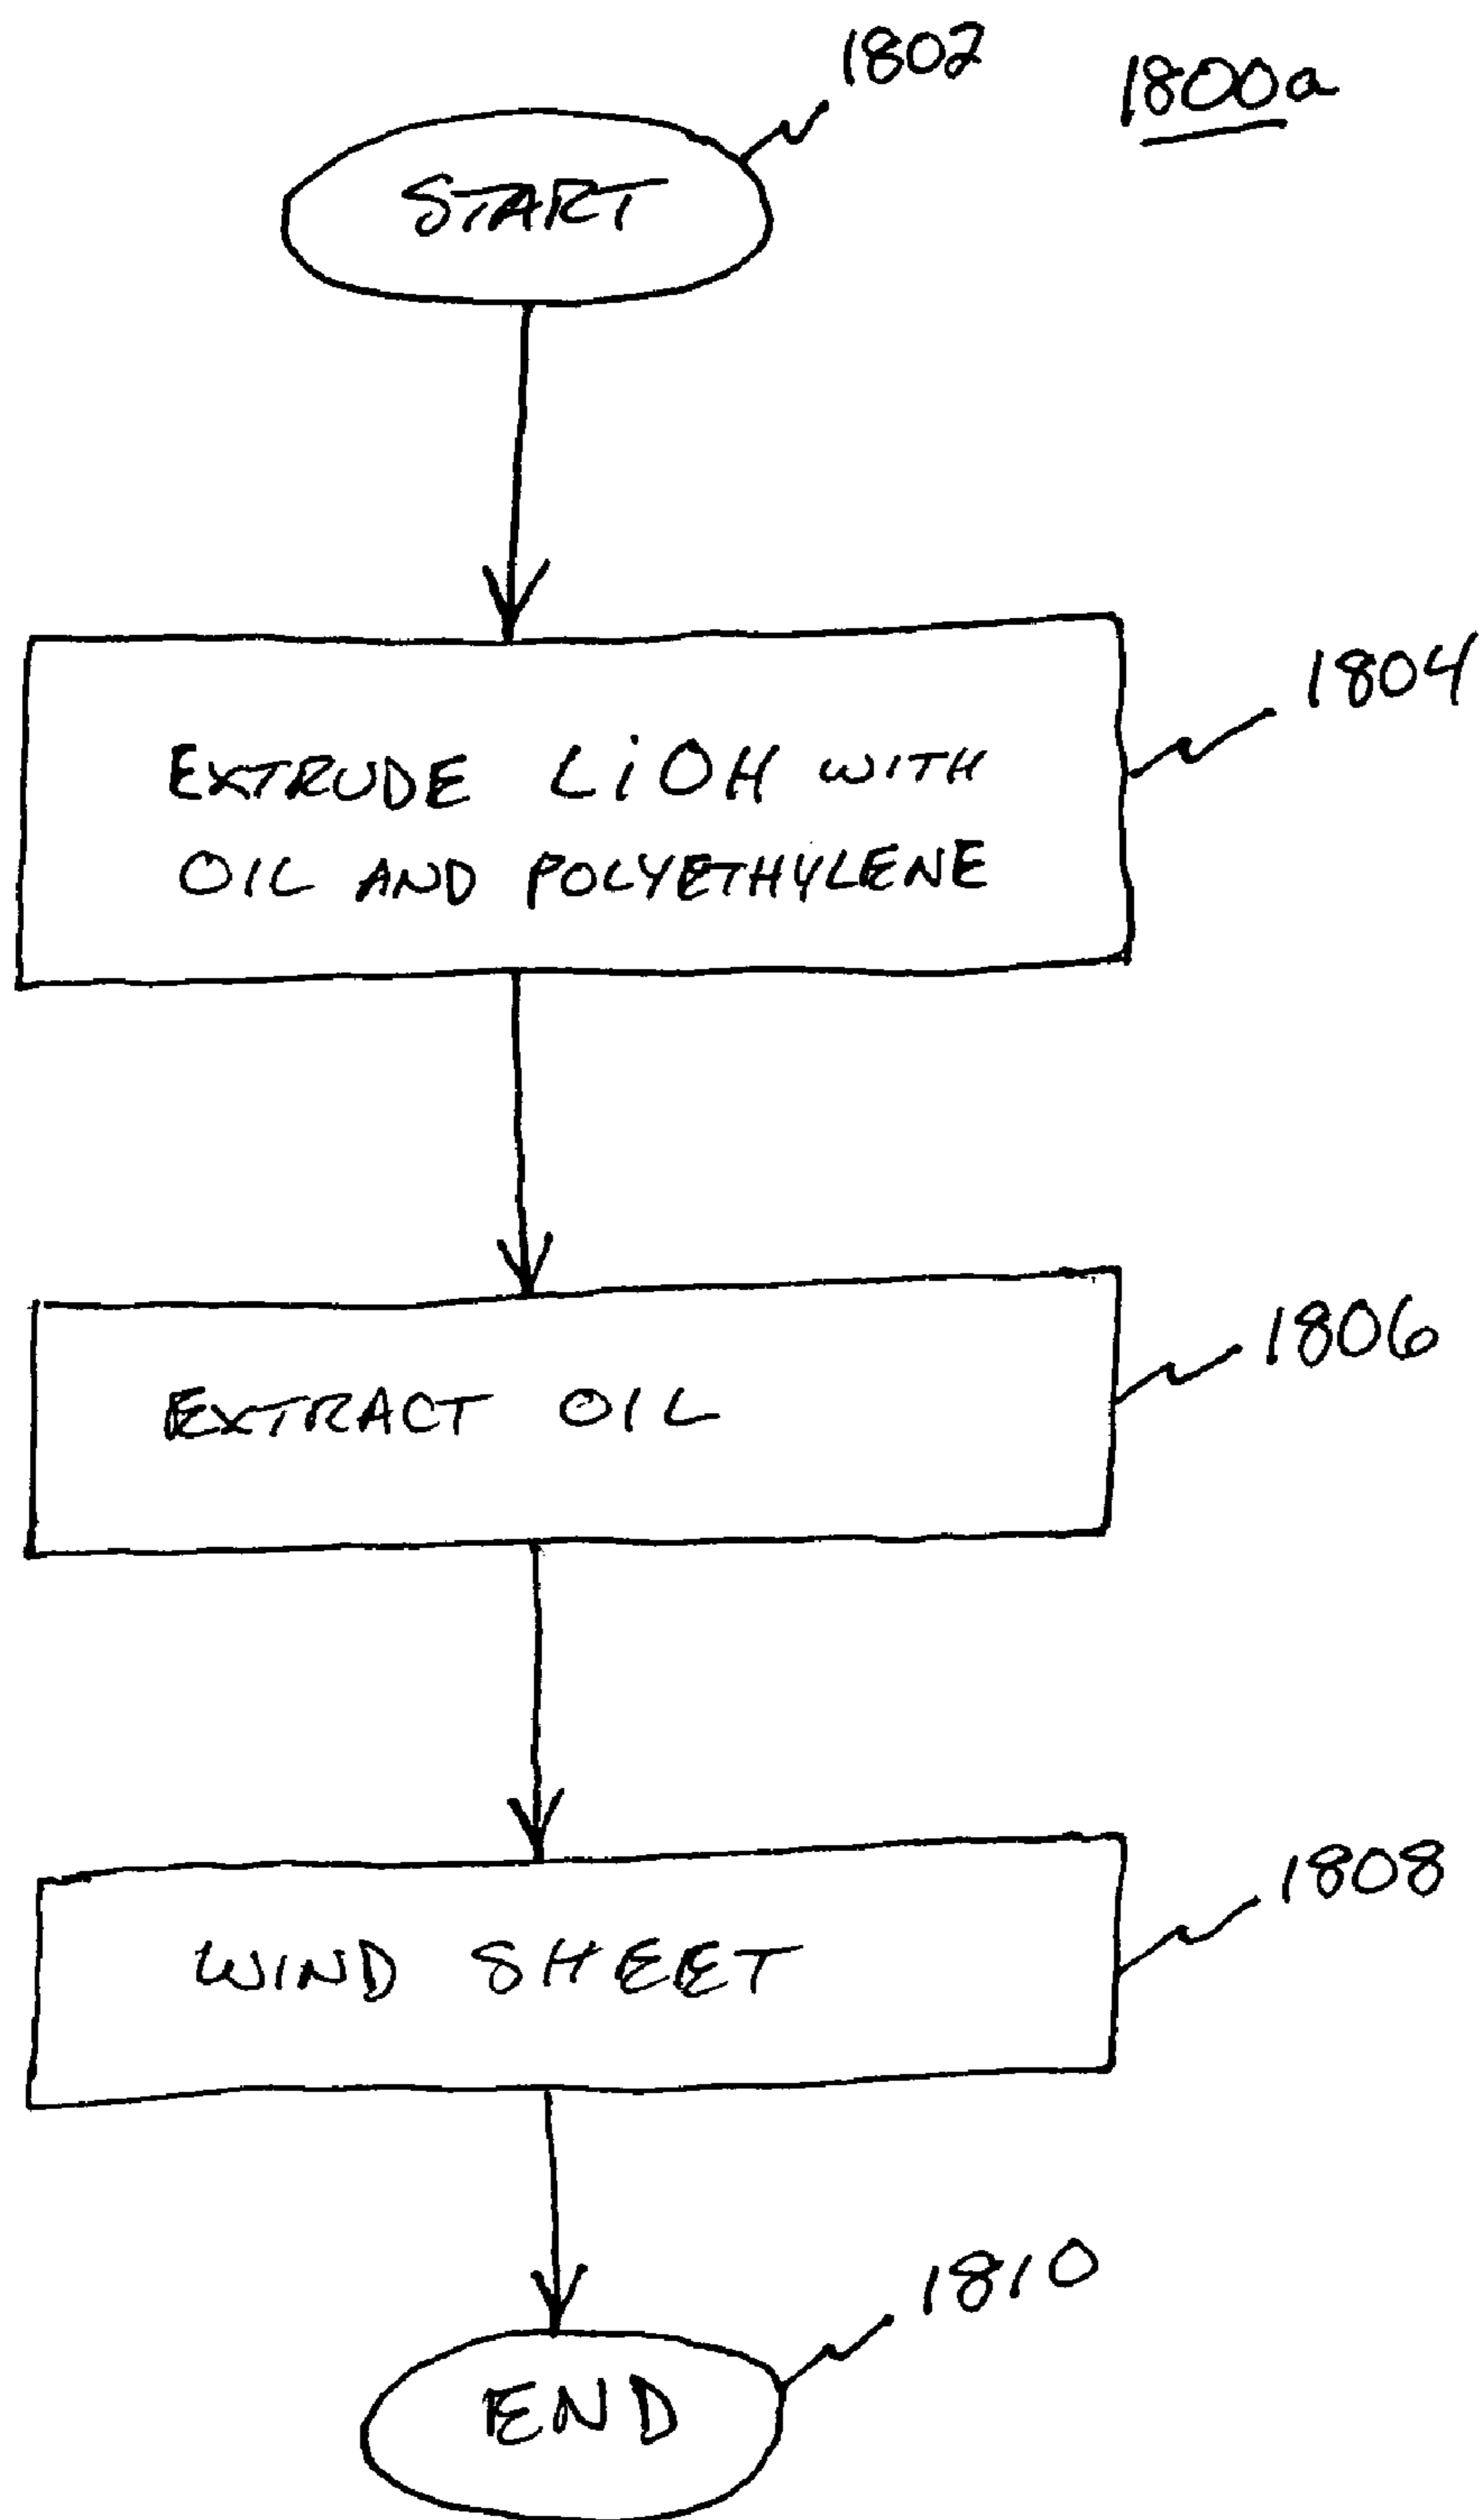 1802
1800a
START
1804
EXTRUDE LiOH WITH
OIL AND POLYETHYLENE
1806
EXTRACT OIL
1808
WIND SHEET
1810
END